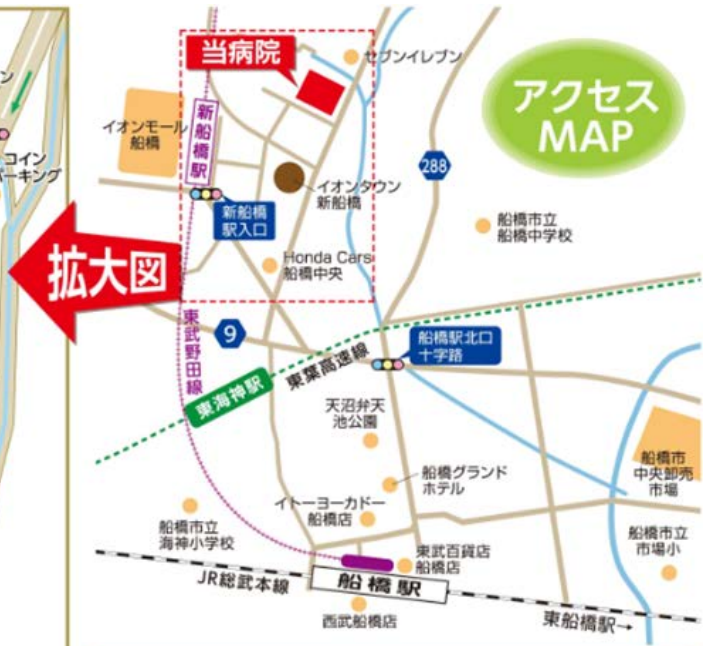 ン
コイン
パーキング
当病院
セブンイレブン
アクセス
MAP
イオンモール
船橋
新船橋駅
288
イオンタウン
新船橋
新船橋
駅入口
船橋市立
船橋中学校
拡大図
Honda Cars
船橋中央
東武野田線
9
船橋駅北口
十字路
東葉高速線
東海神駅
天沼弁天
池公園
船橋グランド
ホテル
船橋市
中央卸売
市場
イトーヨーカドー
船橋店
船橋市立
海神小学校
船橋市立
市場小
東武百貨店
船橋店
JR総武本線
船橋駅
西武船橋店
東船橋駅→